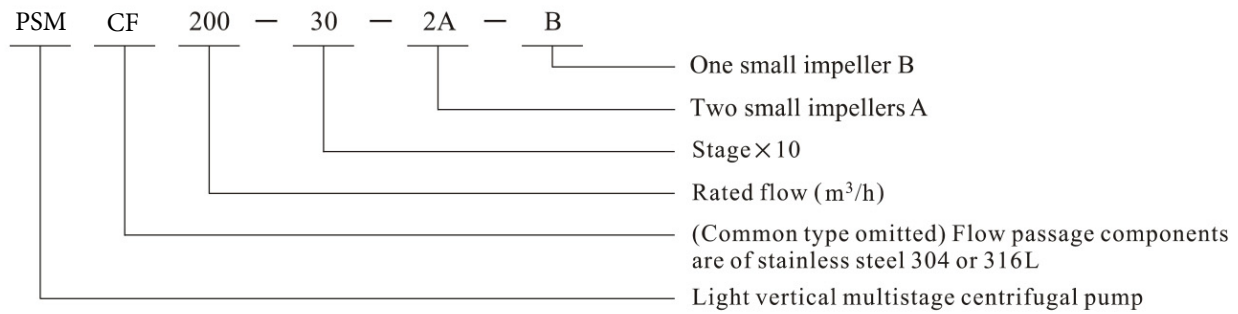 PSM CF 200 — 30 — 2A — B
One small impeller B
Two small impellers A
Stage×10
Rated flow (m³/h)
(Common type omitted) Flow passage components
are of stainless steel 304 or 316L
Light vertical multistage centrifugal pump